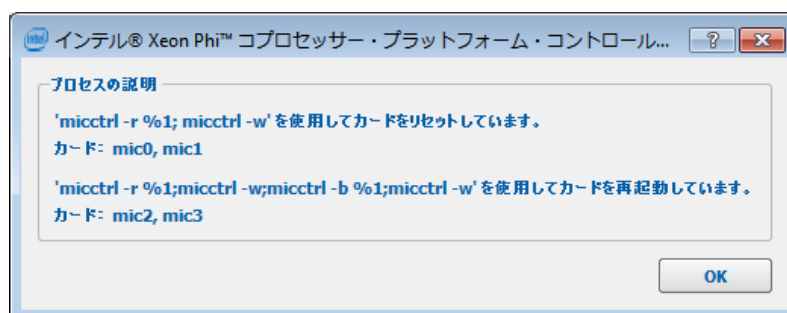 インテル® Xeon Phi™ コプロセッサー・プラットフォーム・コントロール...
プロセスの説明
'micctrl -r %1; micctrl -w' を使用してカードをリセットしています。
カード: mic0, mic1
'micctrl -r %1;micctrl -w;micctrl -b %1;micctrl -w' を使用してカードを再起動しています。
カード: mic2, mic3
OK